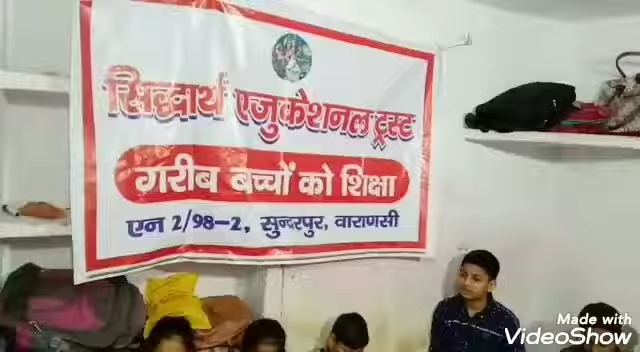 सिद्धार्थ एजुकेशनल ट्रस्ट
गरीब बच्चों को शिक्षा
एन 2/98-2, सुन्दरपुर, वाराणसी
Made with
VideoShow